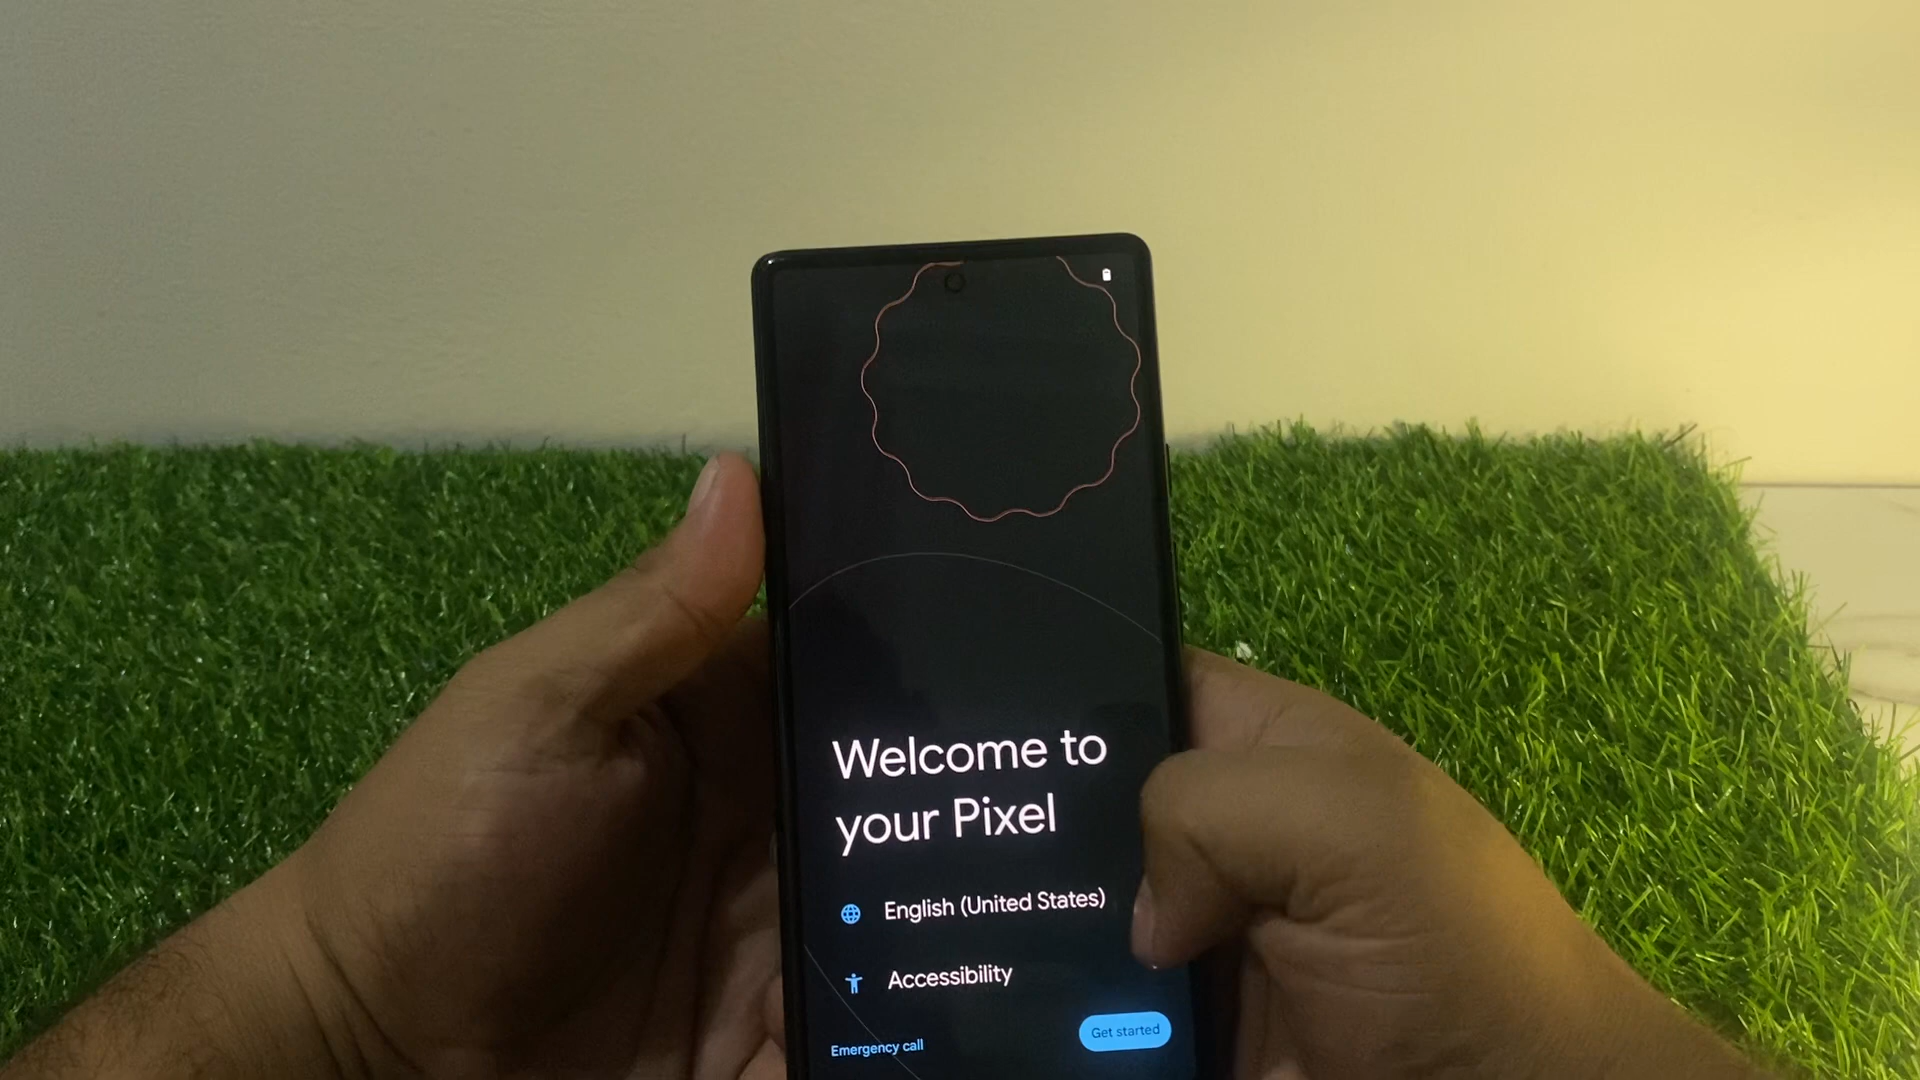 Welcome to
your Pixel
English (United States)
Accessibility
Emergency call
Get started